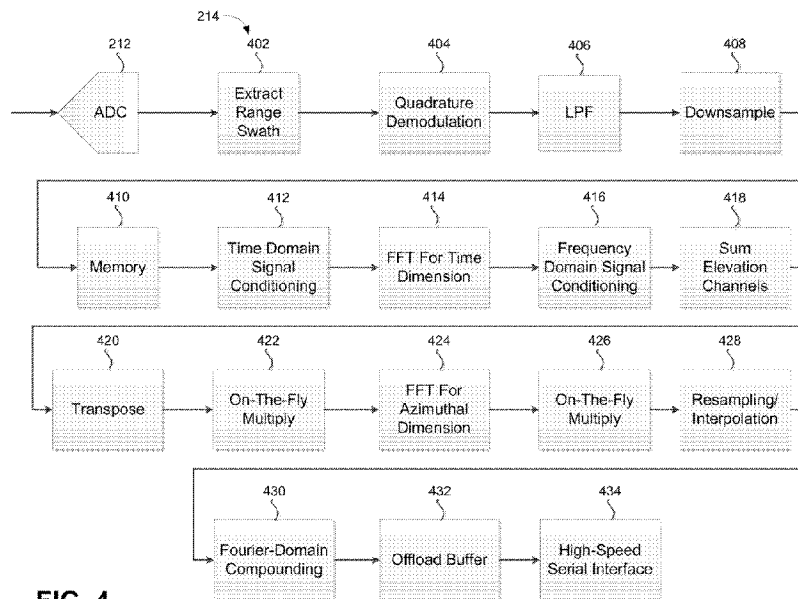 214
212
402
404
406
408
ADC
Extract
Range
Swath
Quadrature
Demodulation
LPF
Downsample
410
412
414
416
418
Memory
Time Domain
Signal
Conditioning
FFT For Time
Dimension
Frequency
Domain Signal
Conditioning
Sum
Elevation
Channels
420
422
424
426
428
Transpose
On-The-Fly
Multiply
FFT For
Azimuthal
Dimension
On-The-Fly
Multiply
Resampling/
Interpolation
430
432
434
Fourier-Domain
Compounding
Offload Buffer
High-Speed
Serial Interface
FIG. 4